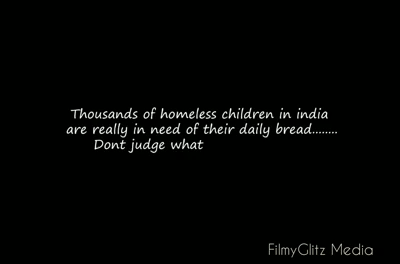 Thousands of homeless children in india
are really in need of their daily bread........
Dont judge what
FilmyGlitz Media